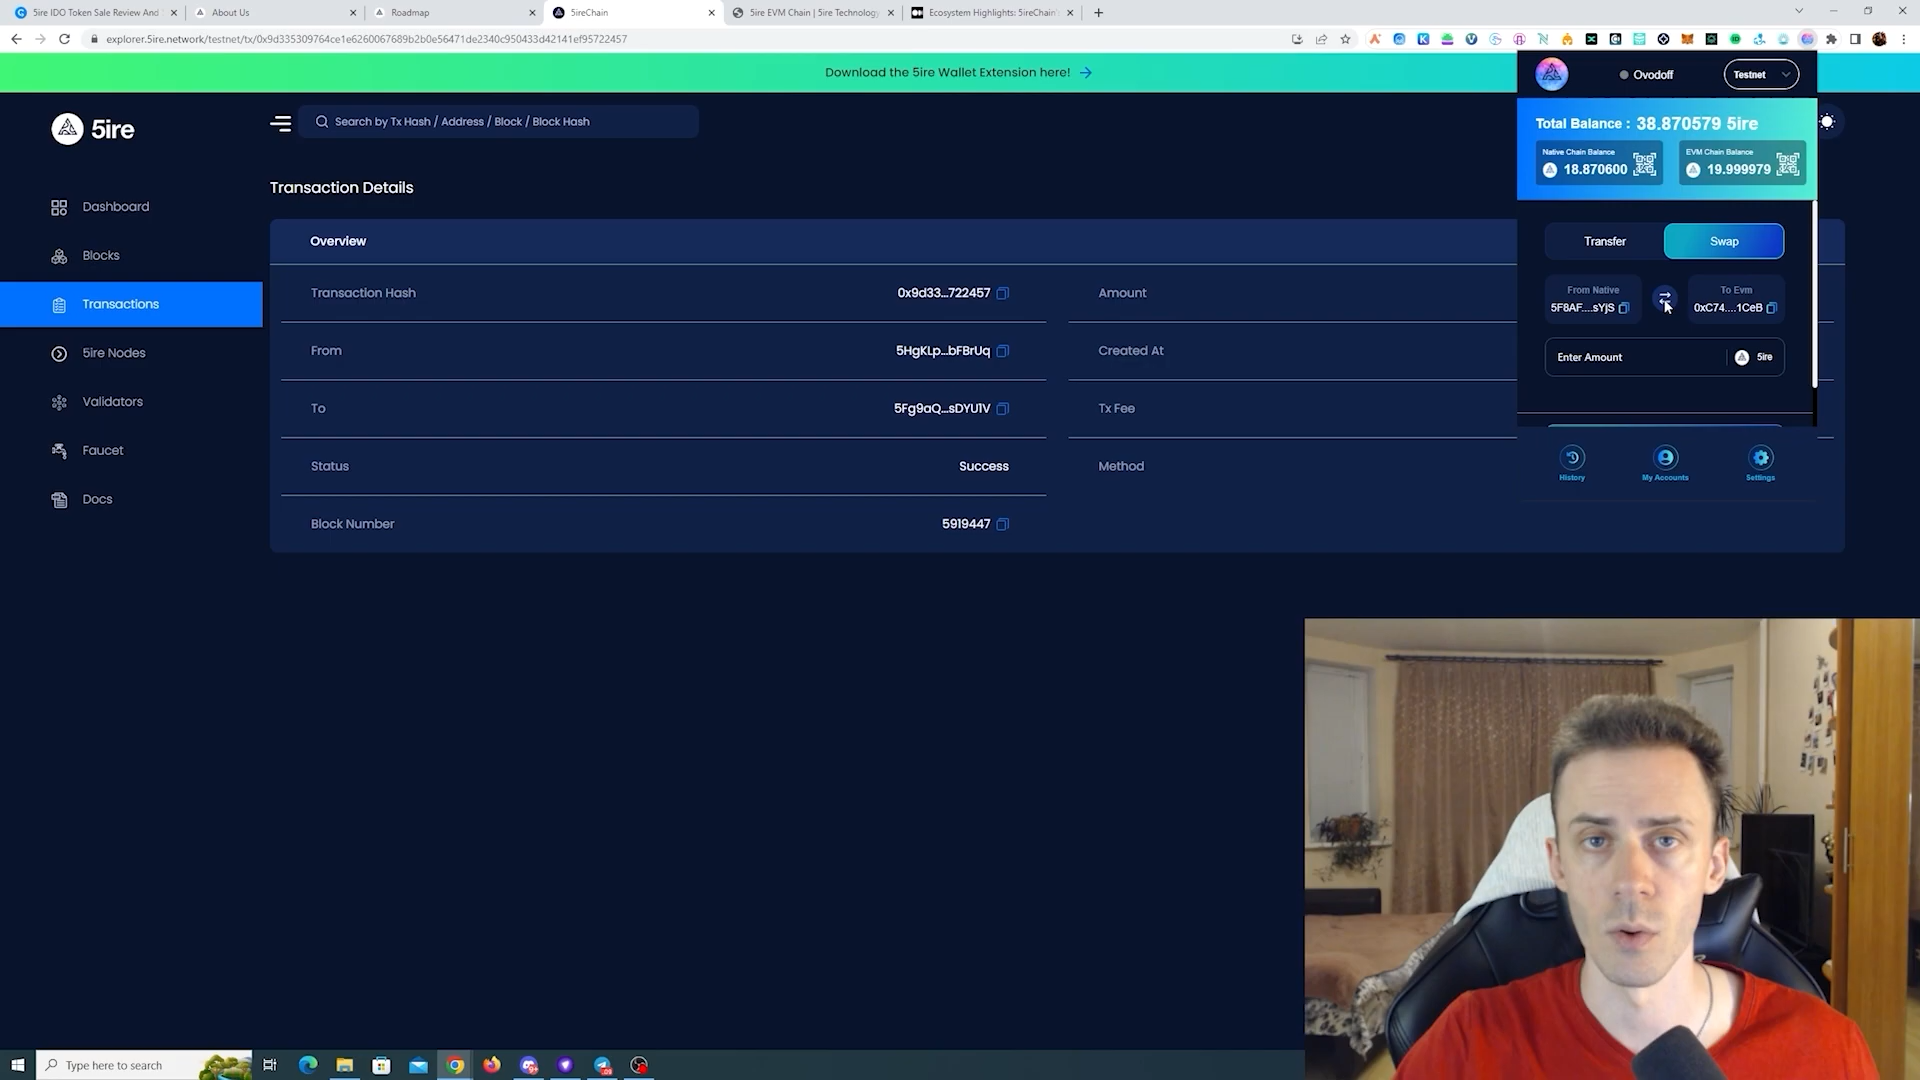 5ire IDO Token Sale Review And
About Us
Roadmap
5ireChain
5ire EVM Chain | 5ire Technology
Ecosystem Highlights: 5ireChain'
explorer.5ire.network/testnet/tx/0x9d335309764ce1e6260067689b2b0e56471de2340c950433d42141ef95722457
Download the 5ire Wallet Extension here!
5ire
Search by Tx Hash / Address / Block / Block Hash
Dashboard
Blocks
Transactions
5ire Nodes
Validators
Faucet
Docs
Transaction Details
Overview
Transaction Hash
0x9d33...722457
Amount
From
5HgKLp...bFBrUq
Created At
To
5Fg9aQ...sDYU1V
Tx Fee
Status
Success
Method
Block Number
5919447
Ovodoff
Testnet
Total Balance : 38.870579 5ire
Native Chain Balance
18.870600
EVM Chain Balance
19.999979
Transfer
Swap
From Native
5F8AF....sYjS
To Evm
0xC74....1CeB
Enter Amount
5ire
History
My Accounts
Settings
Type here to search